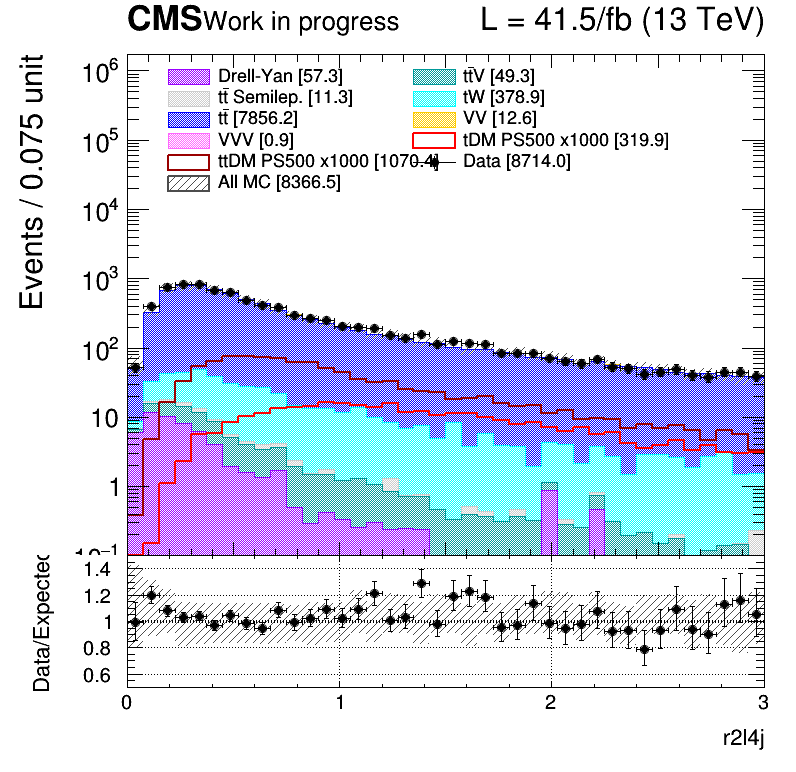 CMS Work in progress L = 41.5/fb (13 TeV)
Events / 0.075 unit
10⁶
10⁵
10⁴
10³
10²
10
1
10⁻¹
Drell-Yan [57.3] tt̄V [49.3]
tt̄ Semilep. [11.3] tW [378.9]
tt̄ [7856.2] VV [12.6]
VVV [0.9] tDM PS500 x1000 [319.9]
ttDM PS500 x1000 [1070.4] Data [8714.0]
All MC [8366.5]
Data/Expected
1.4
1.2
1
0.8
0.6
0 1 2 3
r2l4j